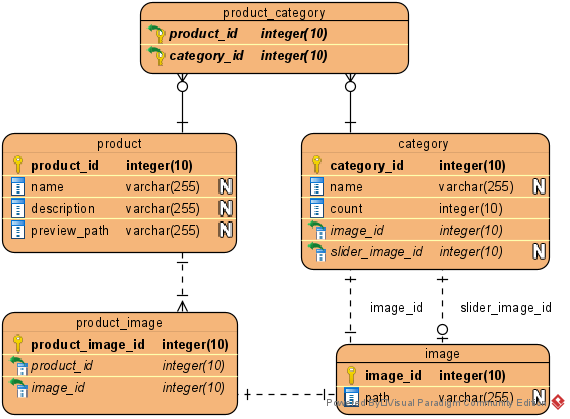 product_category
product_id integer(10)
category_id integer(10)
product
product_id integer(10)
name varchar(255) N
description varchar(255) N
preview_path varchar(255) N
category
category_id integer(10)
name varchar(255) N
count integer(10)
image_id integer(10)
slider_image_id integer(10) N
image_id
slider_image_id
product_image
product_image_id integer(10)
product_id integer(10)
image_id integer(10)
image
image_id integer(10)
path varchar(255) N
Powered By Visual Paradigm Community Edition